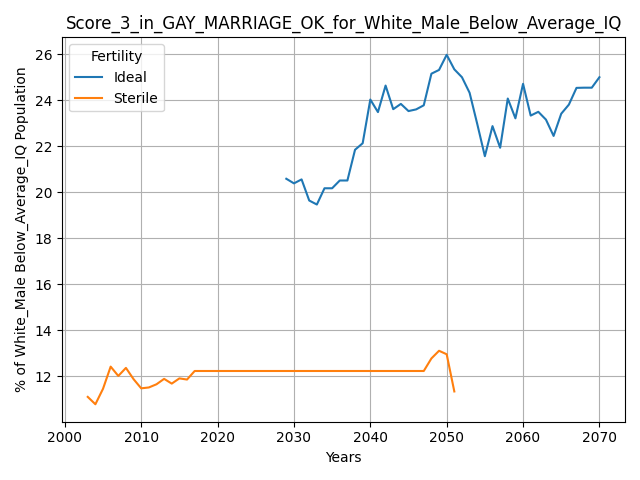 Score_3_in_GAY_MARRIAGE_OK_for_White_Male_Below_Average_IQ
% of White_Male Below_Average_IQ Population
26
24
22
20
18
16
14
12
Fertility
Ideal
Sterile
2000 2010 2020 2030 2040 2050 2060 2070
Years